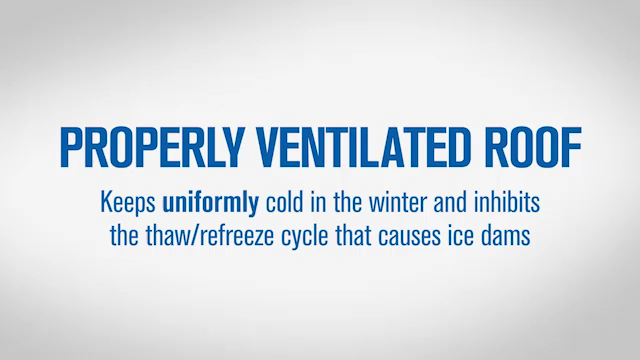 PROPERLY VENTILATED ROOF
Keeps uniformly cold in the winter and inhibits
the thaw/refreeze cycle that causes ice dams